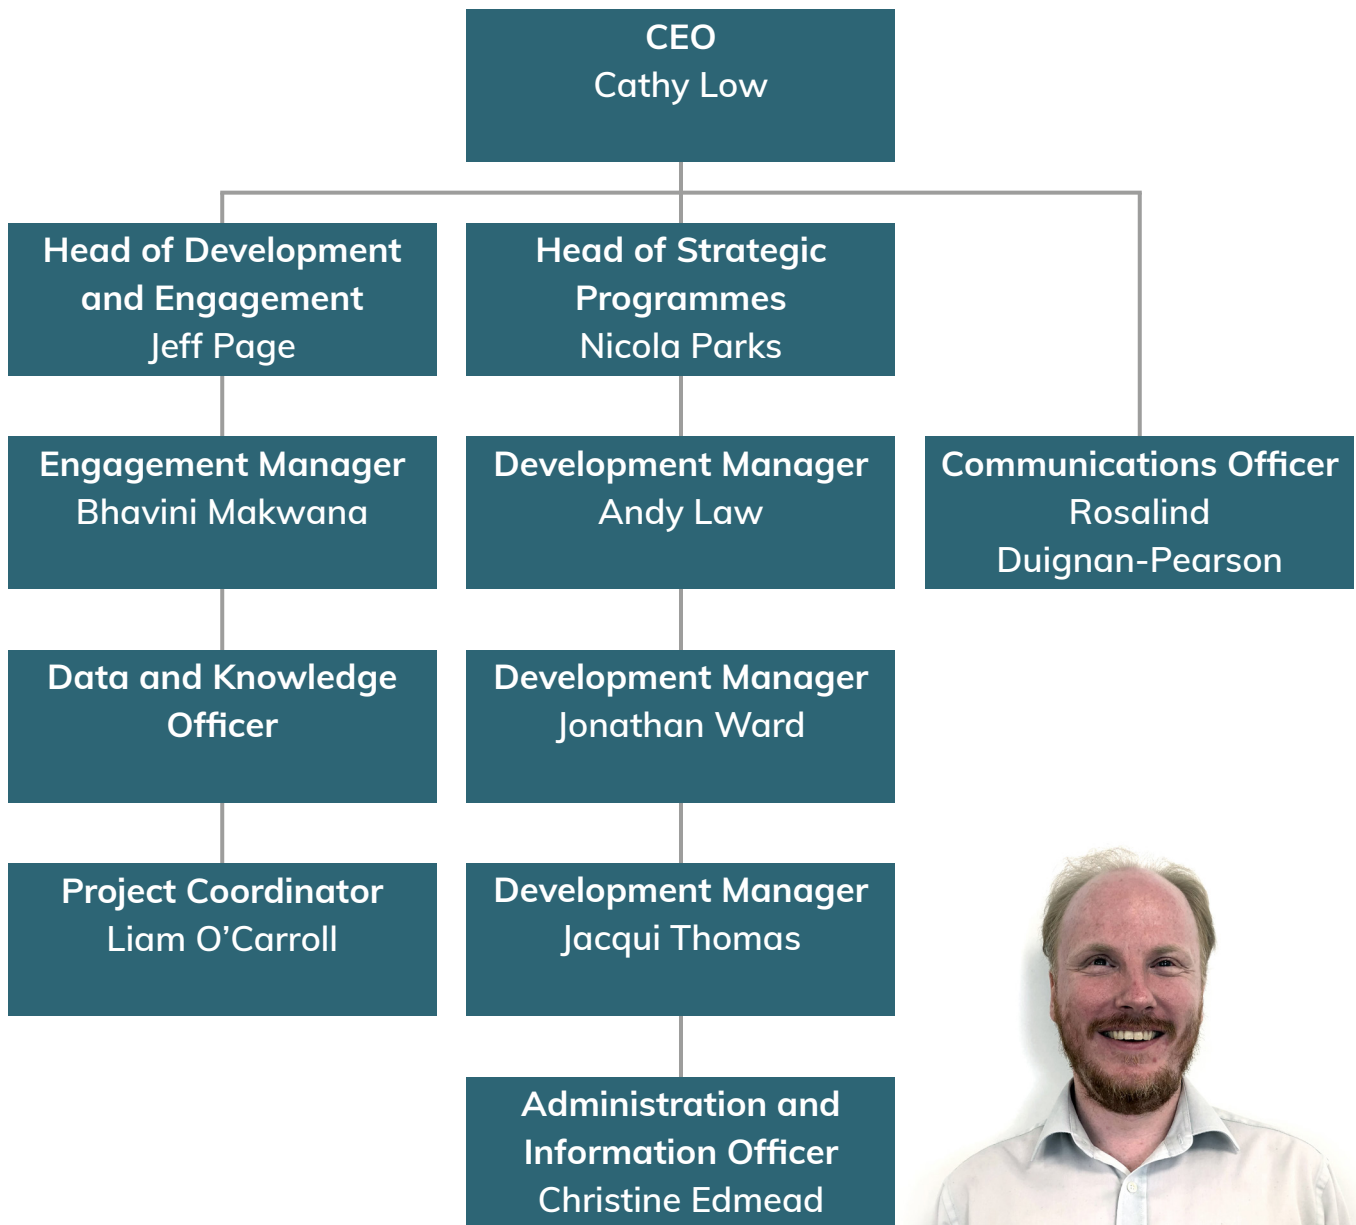 CEO
Cathy Low
Head of Development
and Engagement
Jeff Page
Head of Strategic
Programmes
Nicola Parks
Engagement Manager
Bhavini Makwana
Development Manager
Andy Law
Communications Officer
Rosalind
Duignan-Pearson
Data and Knowledge
Officer
Development Manager
Jonathan Ward
Project Coordinator
Liam O’Carroll
Development Manager
Jacqui Thomas
Administration and
Information Officer
Christine Edmead